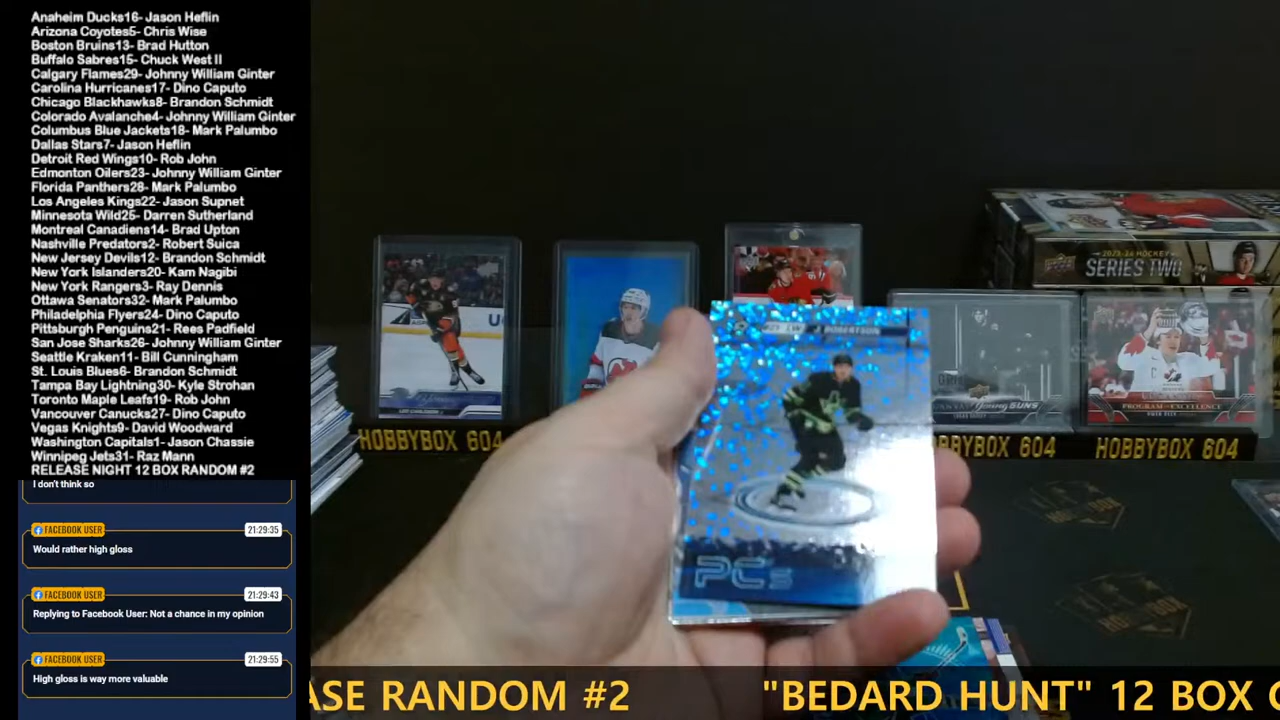 Anaheim Ducks16- Jason Heflin
Arizona Coyotes5- Chris Wise
Boston Bruins13- Brad Hutton
Buffalo Sabres15- Chuck West II
Calgary Flames29- Johnny William Ginter
Carolina Hurricanes17- Dino Caputo
Chicago Blackhawks8- Brandon Schmidt
Colorado Avalanche4- Johnny William Ginter
Columbus Blue Jackets18- Mark Palumbo
Dallas Stars7- Jason Heflin
Detroit Red Wings10- Rob John
Edmonton Oilers23- Johnny William Ginter
Florida Panthers28- Mark Palumbo
Los Angeles Kings22- Jason Supnet
Minnesota Wild25- Darren Sutherland
Montreal Canadiens14- Brad Upton
Nashville Predators2- Robert Suica
New Jersey Devils12- Brandon Schmidt
New York Islanders20- Kam Nagibi
New York Rangers3- Ray Dennis
Ottawa Senators32- Mark Palumbo
Philadelphia Flyers24- Dino Caputo
Pittsburgh Penguins21- Rees Padfield
San Jose Sharks26- Johnny William Ginter
Seattle Kraken11- Bill Cunningham
St. Louis Blues6- Brandon Schmidt
Tampa Bay Lightning30- Kyle Strohan
Toronto Maple Leafs19- Rob John
Vancouver Canucks27- Dino Caputo
Vegas Knights9- David Woodward
Washington Capitals1- Jason Chassie
Winnipeg Jets31- Raz Mann
RELEASE NIGHT 12 BOX RANDOM #2
I don't think so
FACEBOOK USER 21:29:35
Would rather high gloss
FACEBOOK USER 21:29:43
Replying to Facebook User: Not a chance in my opinion
FACEBOOK USER 21:29:55
High gloss is way more valuable
2023-24 HOCKEY
SERIES TWO
J ROBERTSON
PCs
Young Guns
PROGRAM OF EXCELLENCE
HOBBYBOX 604
604
HOBBYBOX 604
ASE RANDOM #2 "BEDARD HUNT" 12 BOX